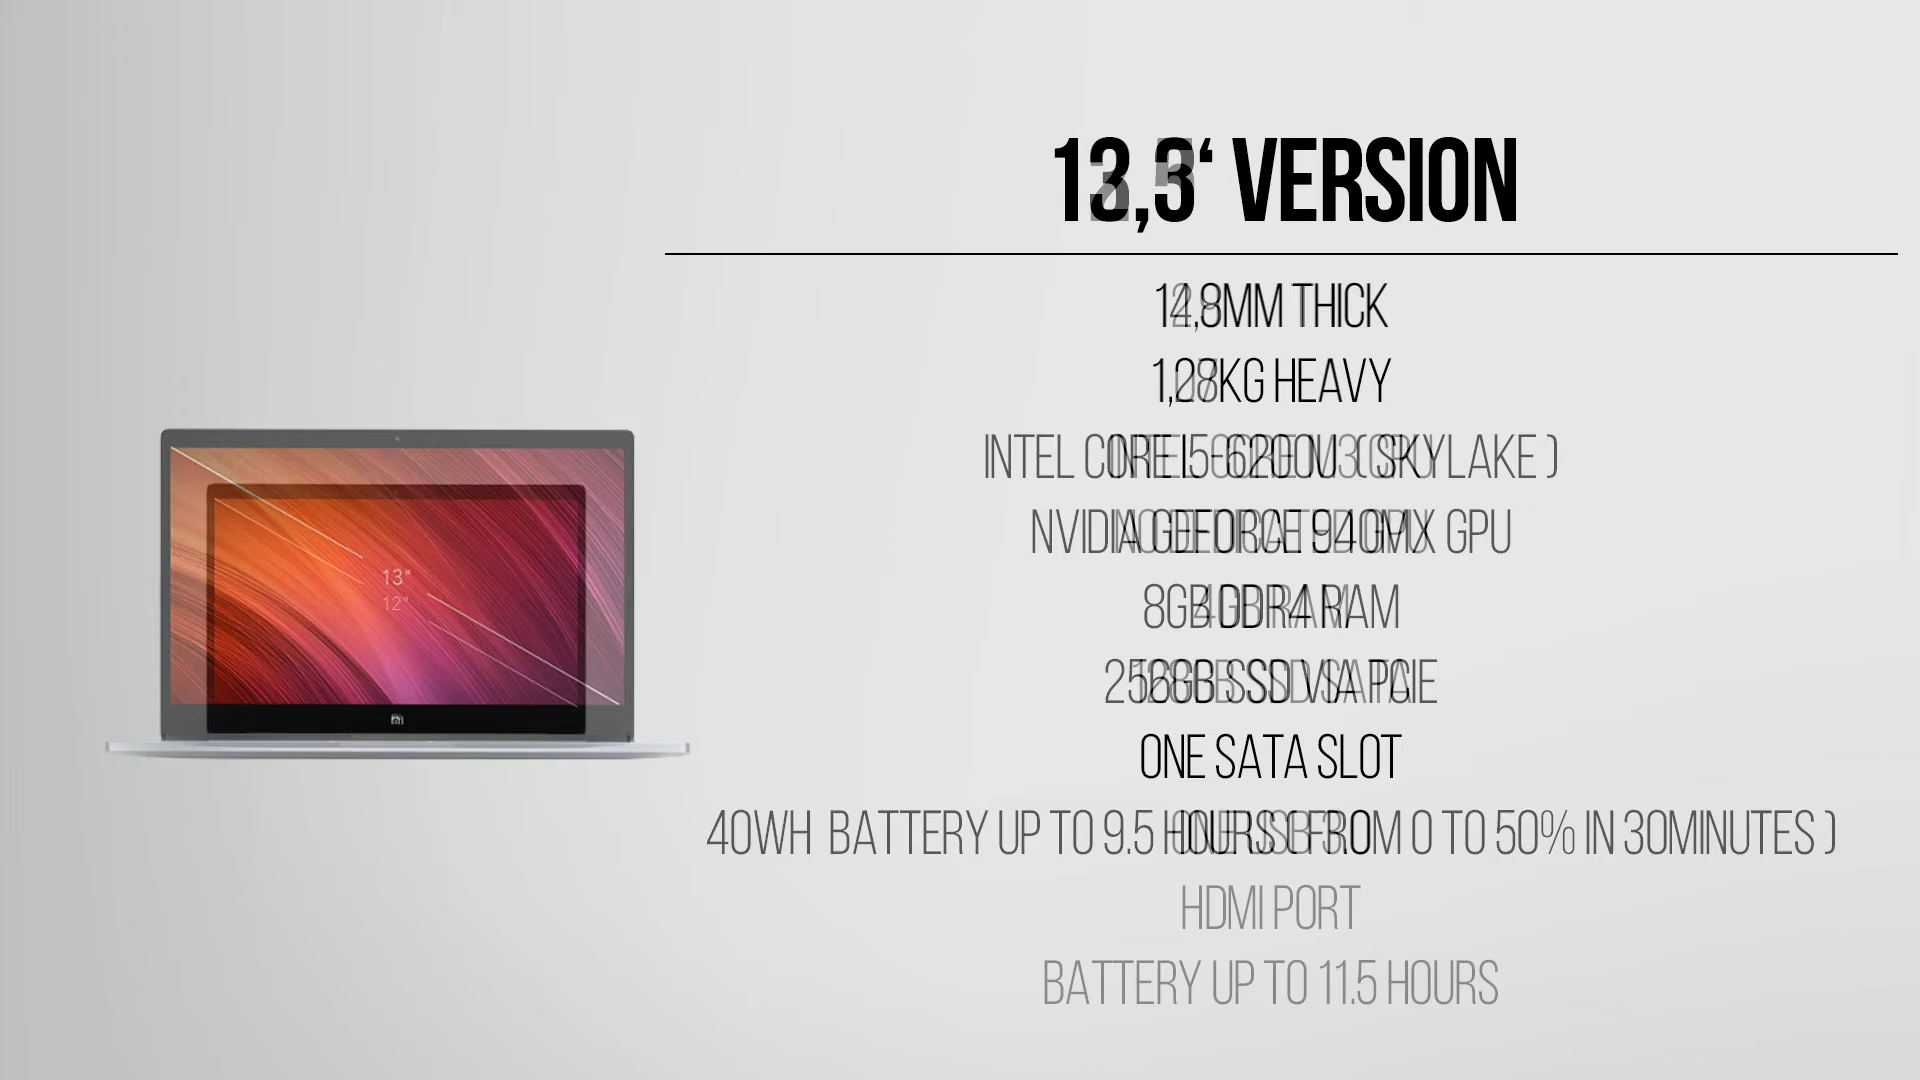 13,3‘ VERSION
14,8MM THICK
1,28KG HEAVY
INTEL CORE I5-6200U ( SKYLAKE )
13"
NVIDIA GEFORCE 940MX GPU
12"
8GB DDR4 RAM
256GB SSD VIA PCIE
ONE SATA SLOT
40WH BATTERY UP TO 9.5 HOURS ( FROM 0 TO 50% IN 30MINUTES )
HDMI PORT
BATTERY UP TO 11.5 HOURS